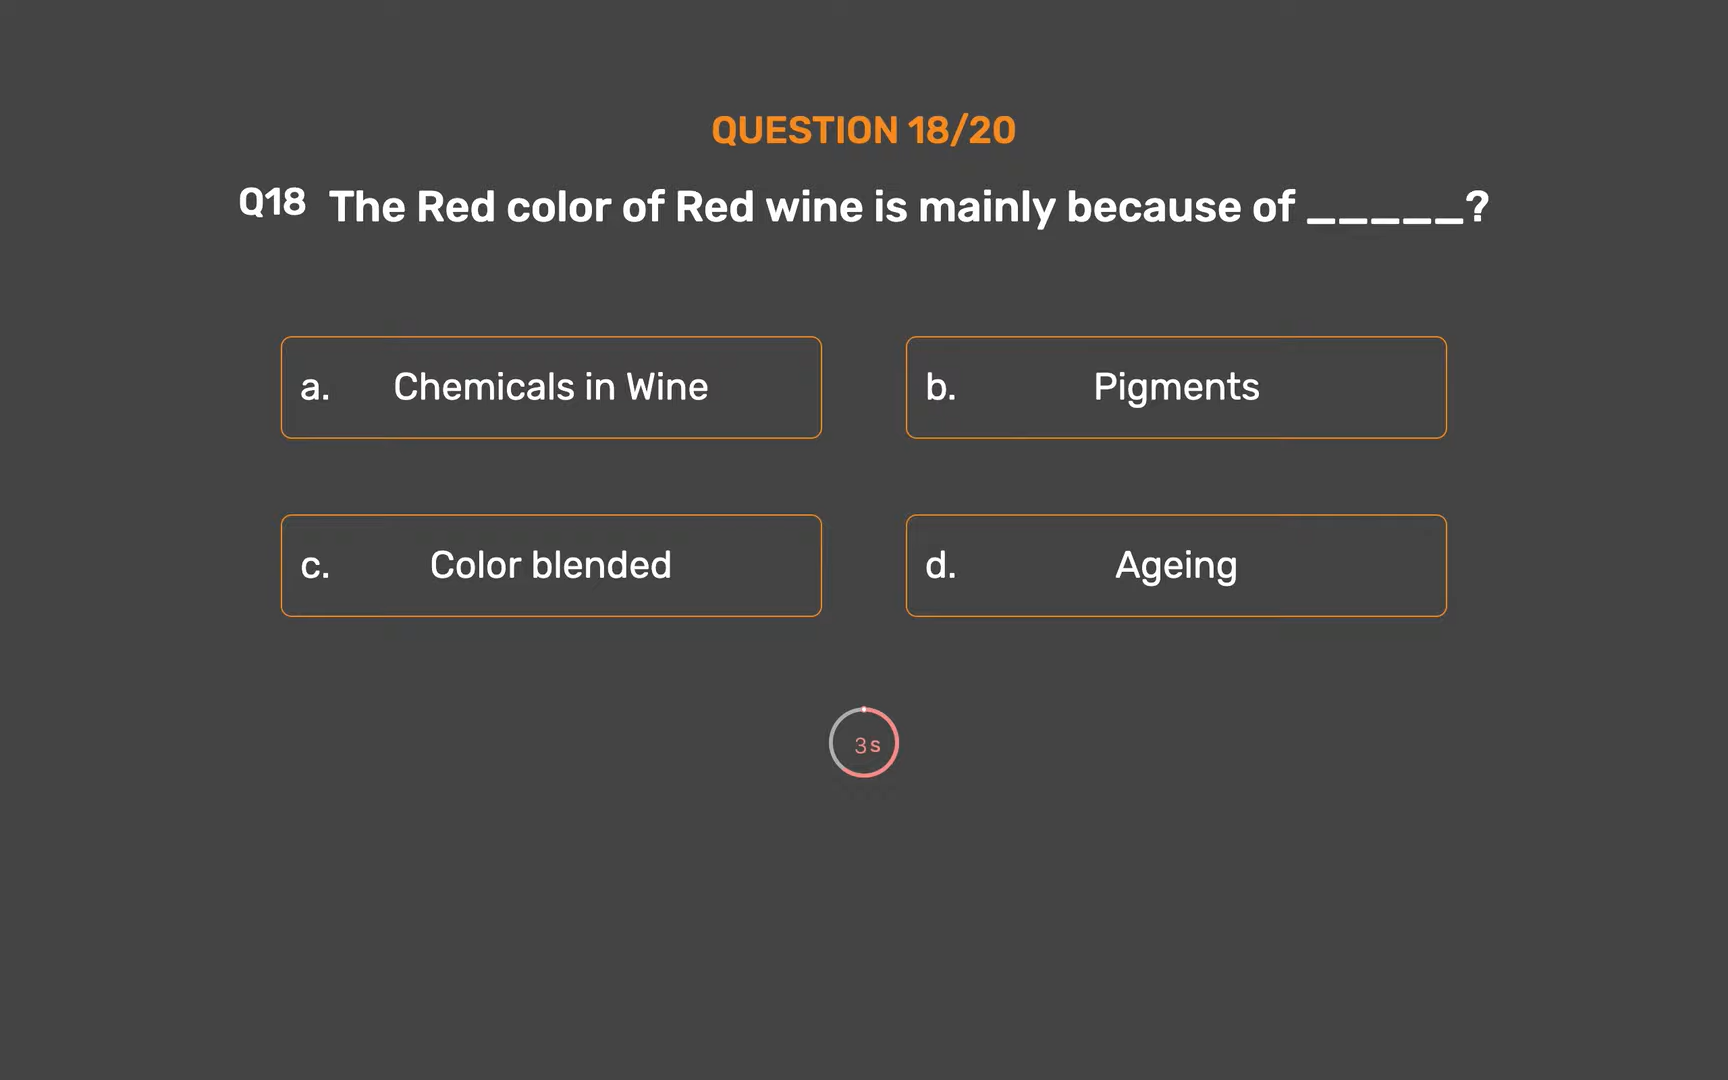 QUESTION 18/20
Q18 The Red color of Red wine is mainly because of _____?
a. Chemicals in Wine
b. Pigments
c. Color blended
d. Ageing
3 s